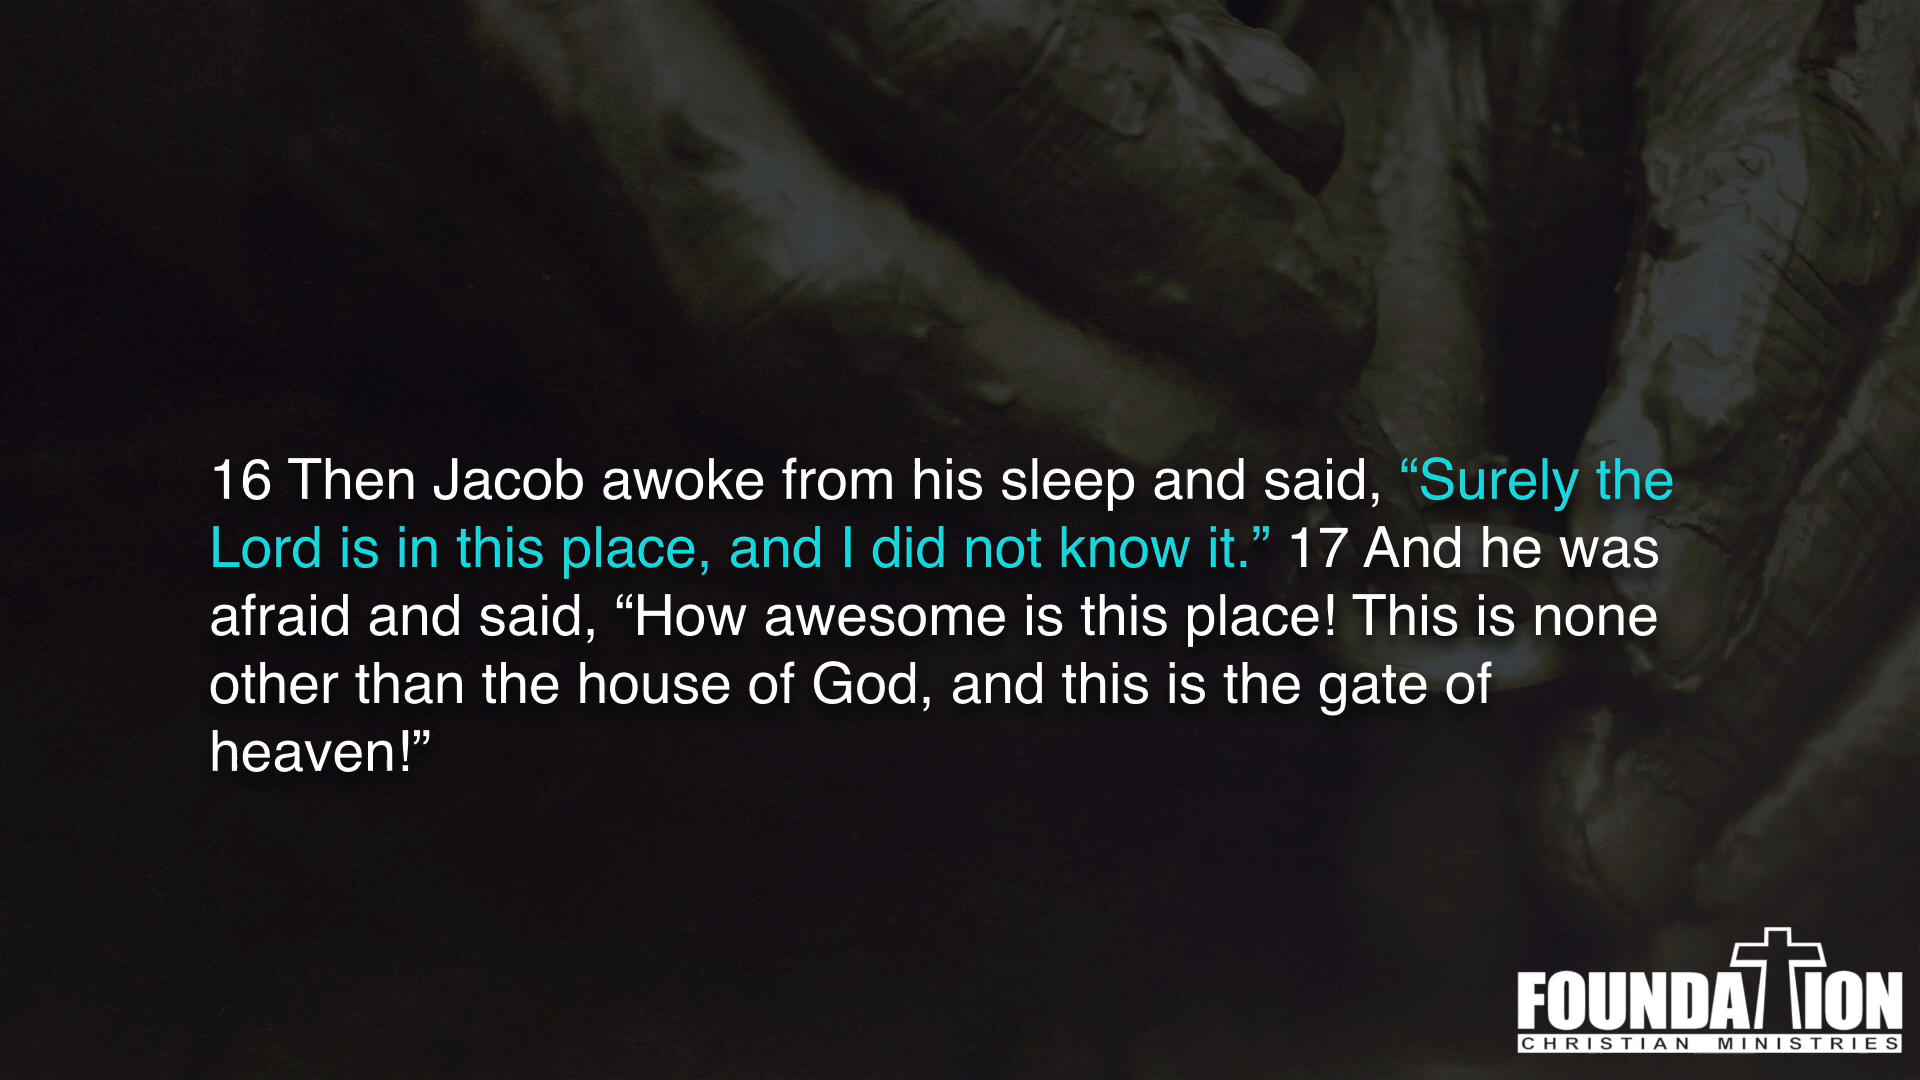 16 Then Jacob awoke from his sleep and said, “Surely the
Lord is in this place, and I did not know it.” 17 And he was
afraid and said, “How awesome is this place! This is none
other than the house of God, and this is the gate of
heaven!”
FOUNDATION
CHRISTIAN MINISTRIES